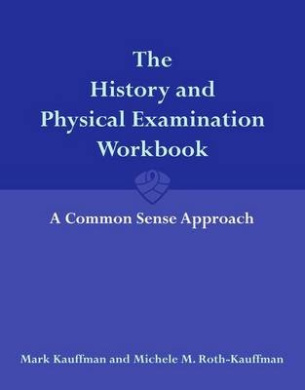 The
History and
Physical Examination
Workbook
A Common Sense Approach
Mark Kauffman and Michele M. Roth-Kauffman